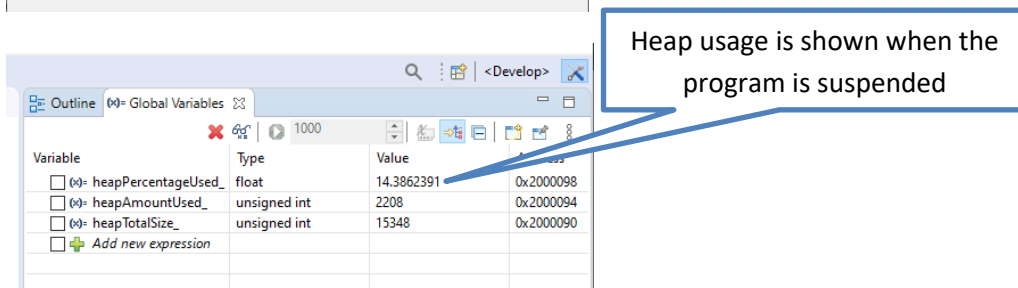 Heap usage is shown when the
program is suspended
<Develop>
Outline (x)= Global Variables
1000
Variable Type Value
(x)= heapPercentageUsed_ float 14.3862391 0x2000098
(x)= heapAmountUsed_ unsigned int 2208 0x2000094
(x)= heapTotalSize_ unsigned int 15348 0x2000090
Add new expression